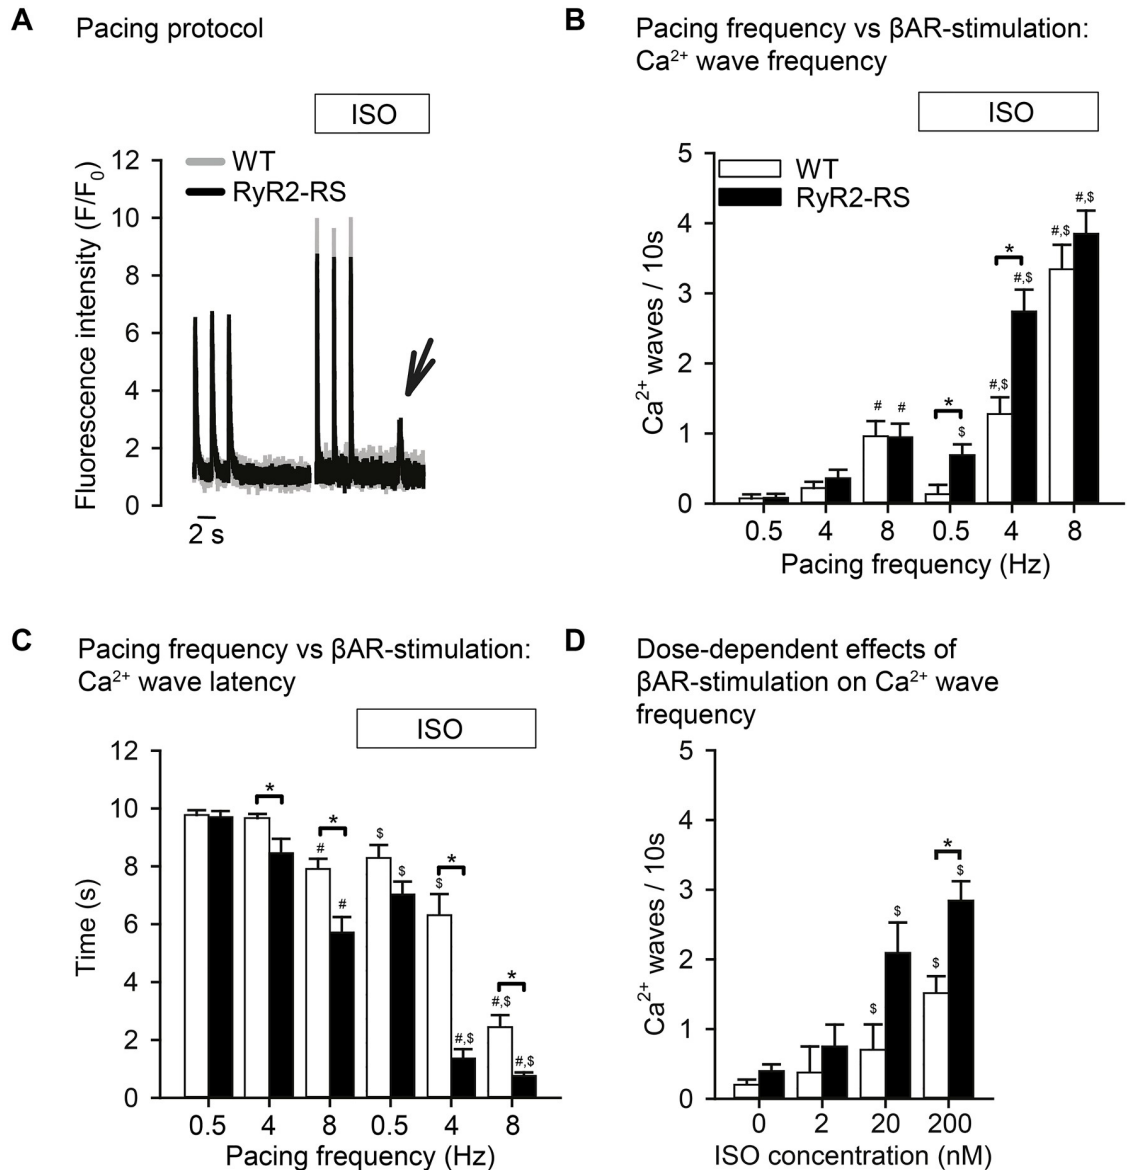 A Pacing protocol
ISO
WT
RyR2-RS
Fluorescence intensity (F/F₀)
12
10
8
6
4
2
0
2 s
B Pacing frequency vs βAR-stimulation:
Ca²⁺ wave frequency
ISO
WT
RyR2-RS
Ca²⁺ waves / 10s
5
4
3
2
1
0
# # * $ #,$ * #,$ #,$ #,$
0.5 4 8 0.5 4 8
Pacing frequency (Hz)
C Pacing frequency vs βAR-stimulation:
Ca²⁺ wave latency
ISO
Time (s)
12
10
8
6
4
2
0
* # * # $ $ $ * #,$ #,$ * #,$
0.5 4 8 0.5 4 8
Pacing frequency (Hz)
D Dose-dependent effects of
βAR-stimulation on Ca²⁺ wave
frequency
Ca²⁺ waves / 10s
5
4
3
2
1
0
$ $ $ * $
0 2 20 200
ISO concentration (nM)